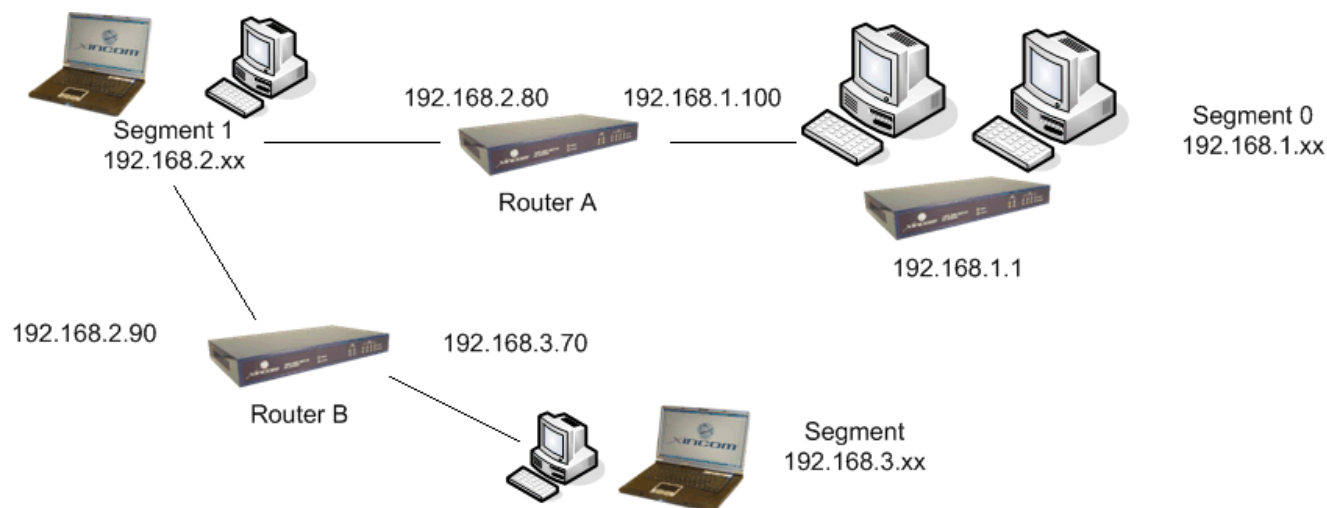 XINCOM
Segment 1
192.168.2.xx
192.168.2.80
192.168.1.100
Router A
Segment 0
192.168.1.xx
192.168.1.1
192.168.2.90
192.168.3.70
Router B
XINCOM
Segment
192.168.3.xx